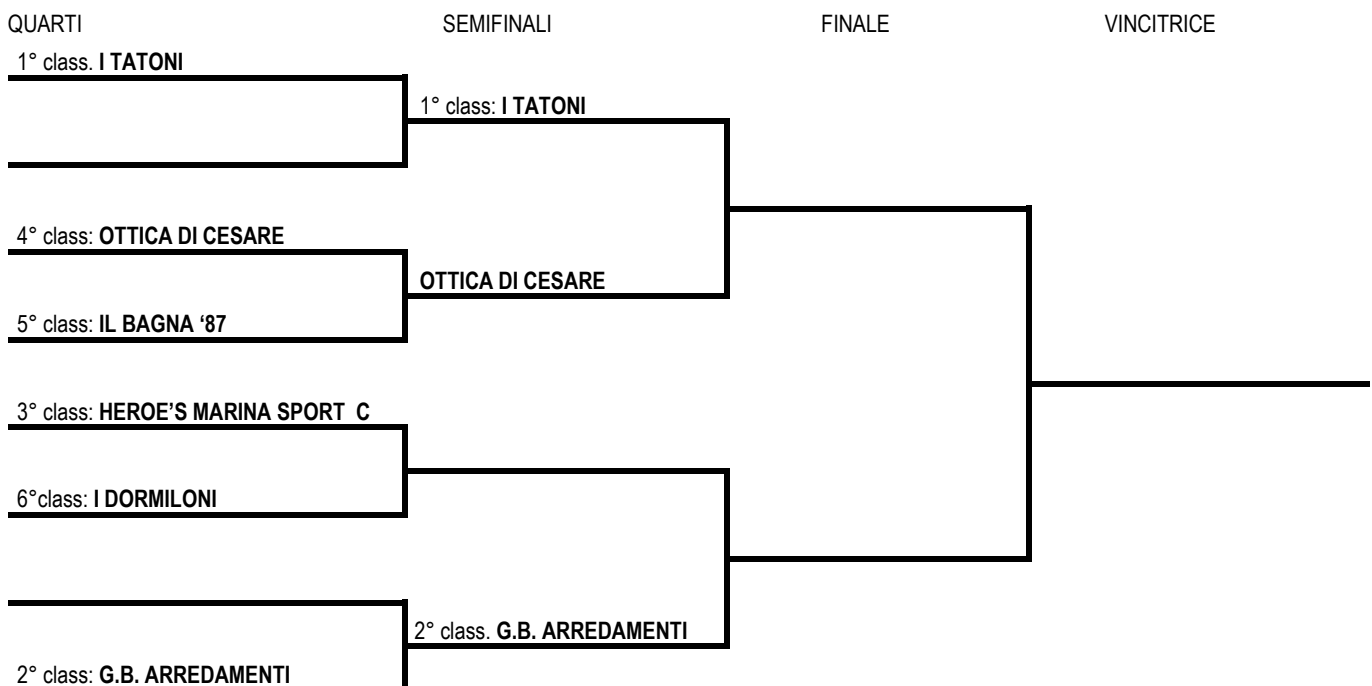 QUARTI SEMIFINALI FINALE VINCITRICE
1° class. I TATONI
1° class: I TATONI
4° class: OTTICA DI CESARE
OTTICA DI CESARE
5° class: IL BAGNA ‘87
3° class: HEROE’S MARINA SPORT C
6°class: I DORMILONI
2° class. G.B. ARREDAMENTI
2° class: G.B. ARREDAMENTI